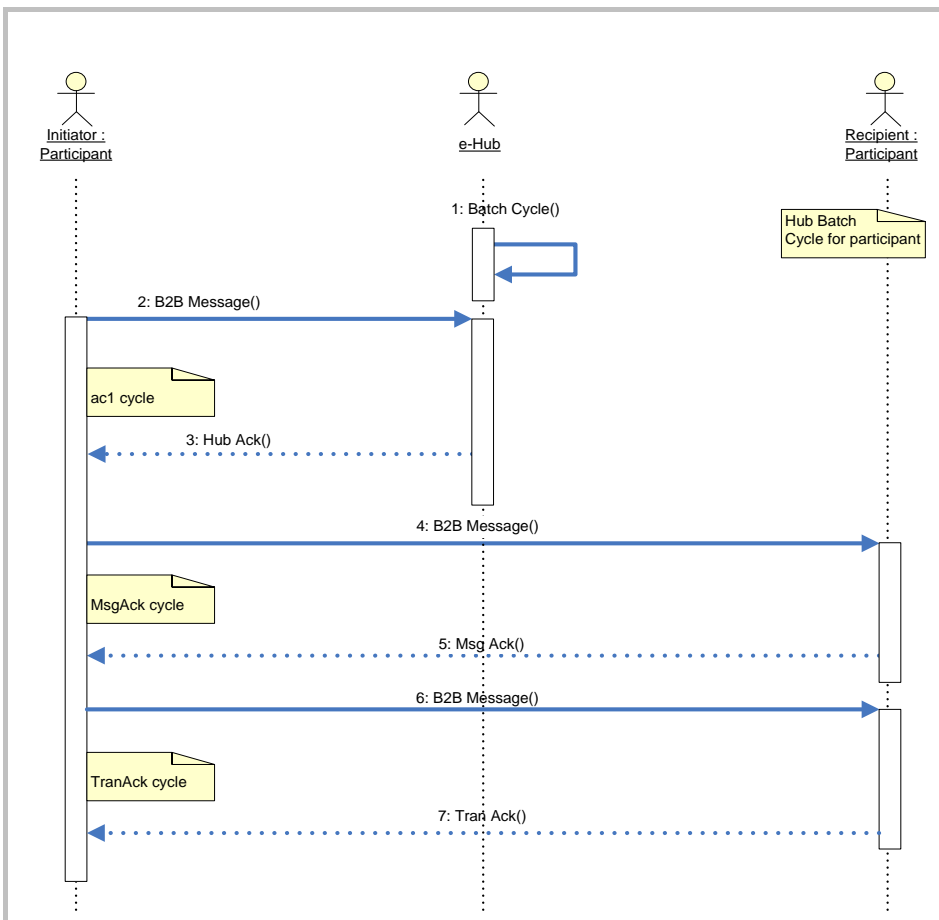 Initiator :
Participant
e-Hub
Recipient :
Participant
1: Batch Cycle()
Hub Batch
Cycle for participant
2: B2B Message()
ac1 cycle
3: Hub Ack()
4: B2B Message()
MsgAck cycle
5: Msg Ack()
6: B2B Message()
TranAck cycle
7: Tran Ack()